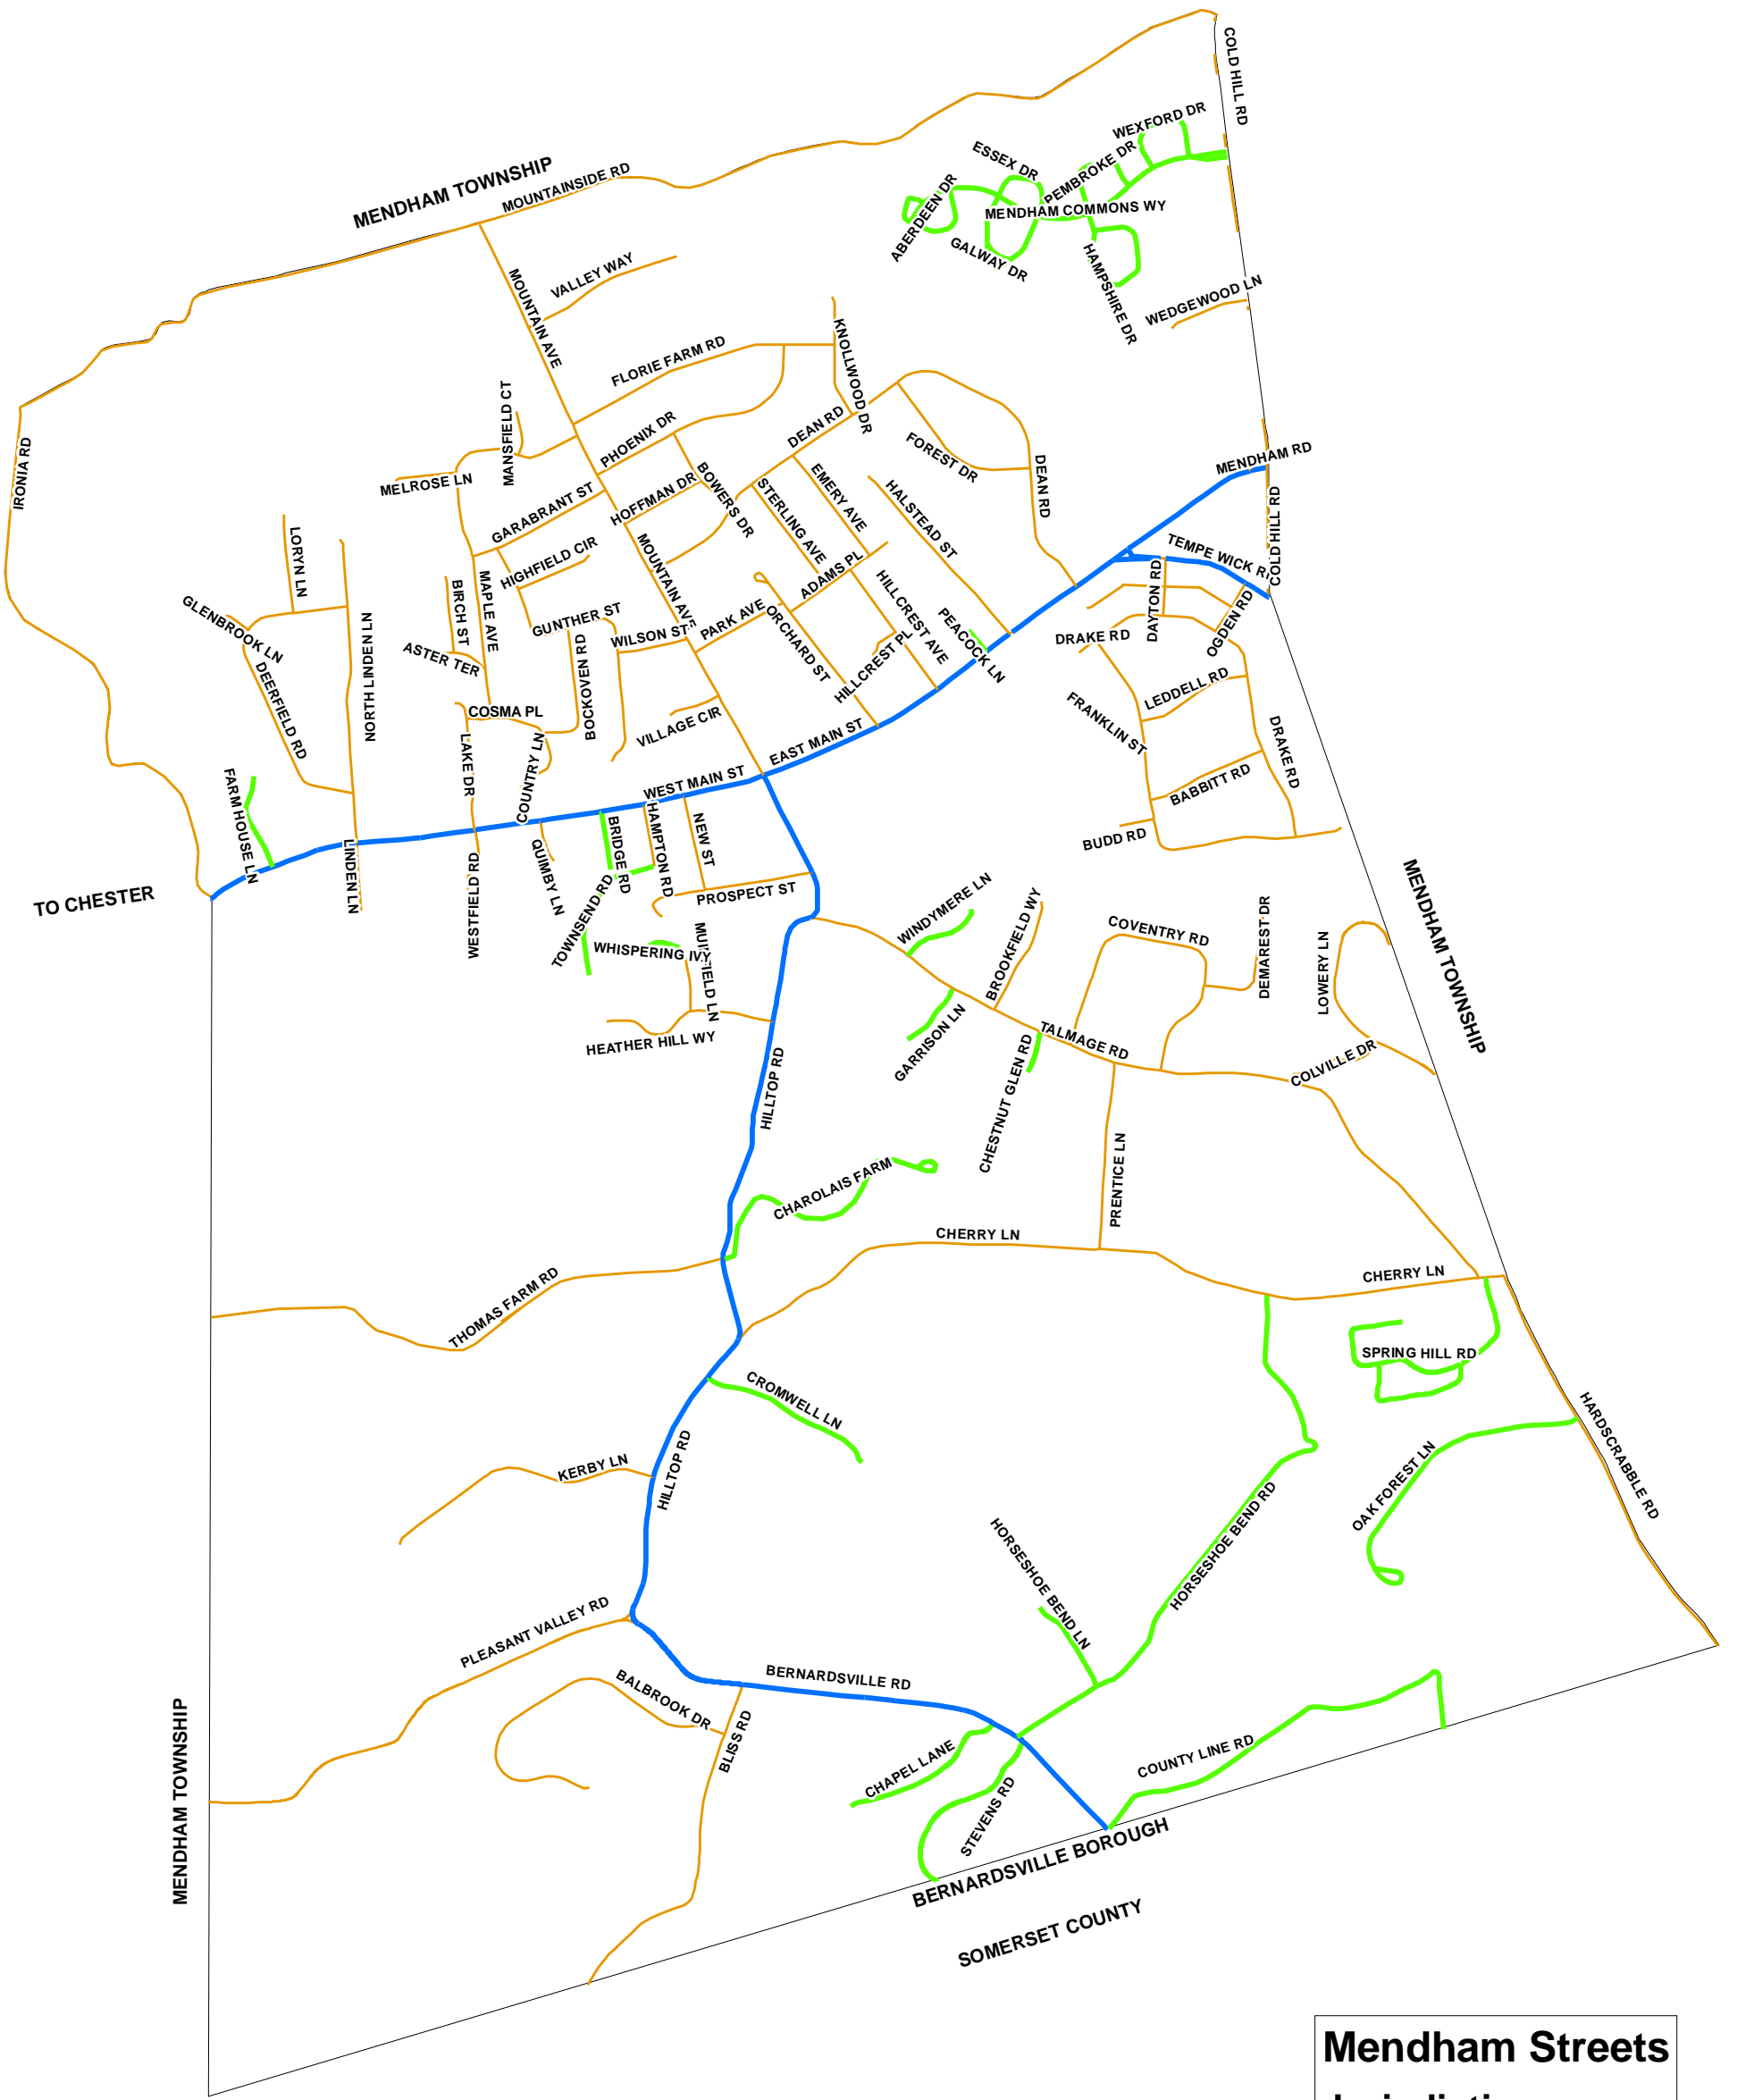 COLD HILL RD
WEXFORD DR
ESSEX DR
PEMBROKE DR
MENDHAM TOWNSHIP
MOUNTAINSIDE RD
ABERDEEN DR
MENDHAM COMMONS WY
GALWAY DR
HAMPSHIRE DR
VALLEY WAY
MOUNTAIN AVE
WEDGEWOOD LN
KNOLLWOOD DR
FLORIE FARM RD
MANSFIELD CT
PHOENIX DR
DEAN RD
FOREST DR
IRONIA RD
MENDHAM RD
MELROSE LN
BOWERS DR
HOFFMAN DR
GARABRANT ST
STERLING AVE
EMERY AVE
HALSTEAD ST
DEAN RD
COLD HILL RD
LORYN LN
HIGHFIELD CIR
MOUNTAIN AVE
ADAMS PL
TEMPE WICK R
BIRCH ST
MAPLE AVE
GLENBROOK LN
GUNTHER ST
WILSON ST
PARK AVE
ORCHARD ST
HILLCREST AVE
HILLCREST PL
PEACOCK LN
DRAKE RD
DAYTON RD
OGDEN RD
NORTH LINDEN LN
ASTER TER
BOCKOVEN RD
DEERFIELD RD
COSMA PL
LEDDELL RD
FRANKLIN ST
VILLAGE CIR
EAST MAIN ST
DRAKE RD
LAKE DR
COUNTRY LN
WEST MAIN ST
BABBITT RD
FARM HOUSE LN
LINDEN LN
WESTFIELD RD
QUIMBY LN
BRIDGE RD
HAMPTON RD
NEW ST
BUDD RD
TO CHESTER
PROSPECT ST
TOWNSEND RD
WHISPERING IVY
MUIRFIELD LN
WINDYMERE LN
BROOKFIELD WY
COVENTRY RD
DEMAREST DR
LOWERY LN
MENDHAM TOWNSHIP
HEATHER HILL WY
HILLTOP RD
GARRISON LN
CHESTNUT GLEN RD
TALMAGE RD
COLVILLE DR
CHAROLAIS FARM
PRENTICE LN
CHERRY LN
CHERRY LN
THOMAS FARM RD
SPRING HILL RD
CROMWELL LN
HARDSCRABBLE RD
KERBY LN
HILLTOP RD
OAK FOREST LN
HORSESHOE BEND RD
HORSESHOE BEND LN
PLEASANT VALLEY RD
BERNARDSVILLE RD
BALBROOK DR
BLISS RD
MENDHAM TOWNSHIP
CHAPEL LANE
STEVENS RD
COUNTY LINE RD
BERNARDSVILLE BOROUGH
SOMERSET COUNTY
Mendham Streets